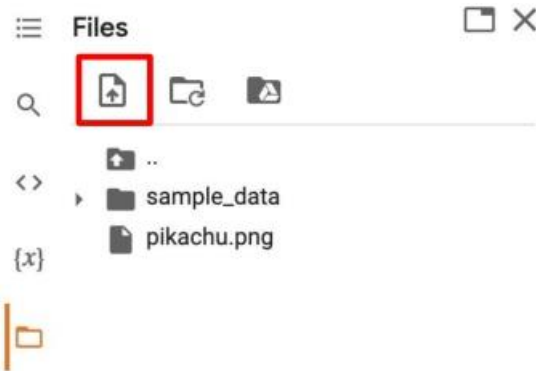 Files
..
sample_data
<>
pikachu.png
{x}